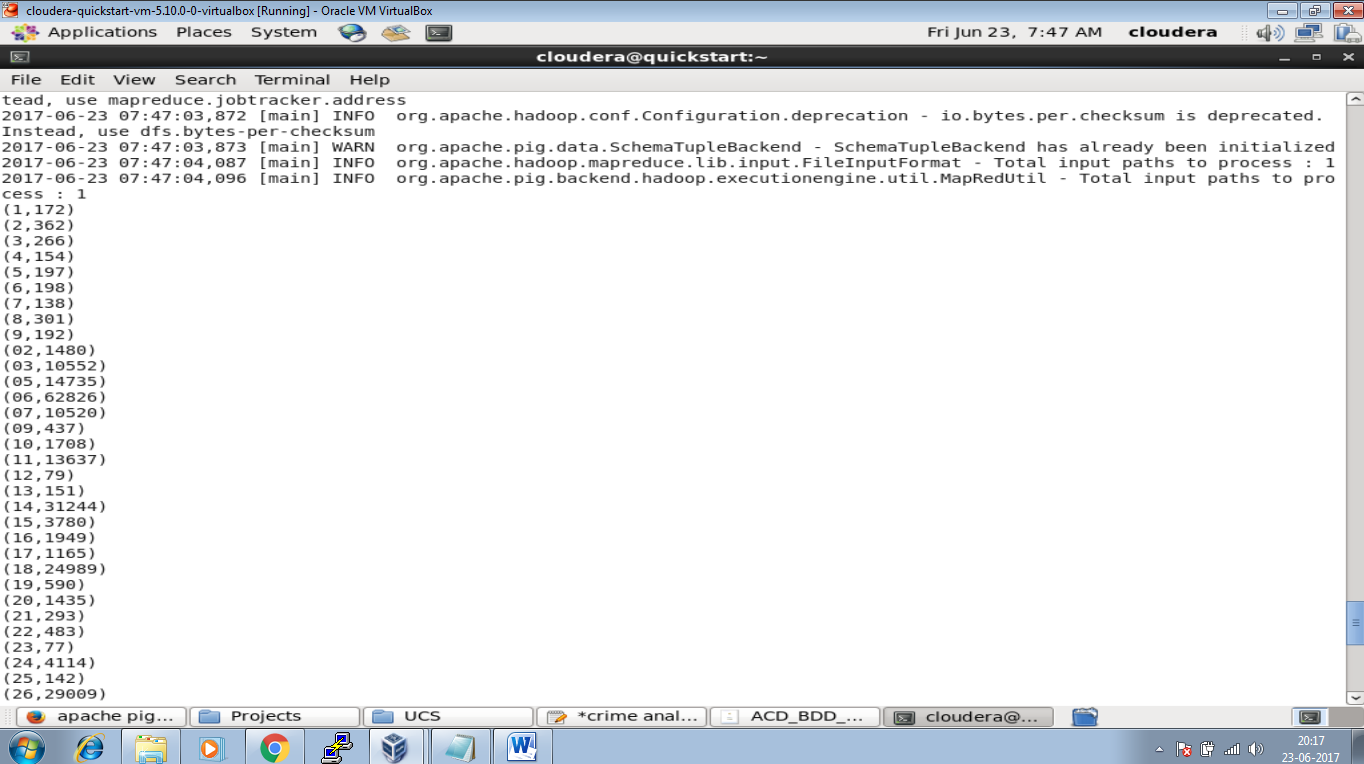 cloudera-quickstart-vm-5.10.0-0-virtualbox [Running] - Oracle VM VirtualBox
Applications Places System Fri Jun 23, 7:47 AM cloudera
cloudera@quickstart:~
File Edit View Search Terminal Help
tead, use mapreduce.jobtracker.address
2017-06-23 07:47:03,872 [main] INFO  org.apache.hadoop.conf.Configuration.deprecation - io.bytes.per.checksum is deprecated.
Instead, use dfs.bytes-per-checksum
2017-06-23 07:47:03,873 [main] WARN  org.apache.pig.data.SchemaTupleBackend - SchemaTupleBackend has already been initialized
2017-06-23 07:47:04,087 [main] INFO  org.apache.hadoop.mapreduce.lib.input.FileInputFormat - Total input paths to process : 1
2017-06-23 07:47:04,096 [main] INFO  org.apache.pig.backend.hadoop.executionengine.util.MapRedUtil - Total input paths to pro
cess : 1
(1,172)
(2,362)
(3,266)
(4,154)
(5,197)
(6,198)
(7,138)
(8,301)
(9,192)
(02,1480)
(03,10552)
(05,14735)
(06,62826)
(07,10520)
(09,437)
(10,1708)
(11,13637)
(12,79)
(13,151)
(14,31244)
(15,3780)
(16,1949)
(17,1165)
(18,24989)
(19,590)
(20,1435)
(21,293)
(22,483)
(23,77)
(24,4114)
(25,142)
(26,29009)
apache pig... Projects UCS *crime anal... ACD_BDD_... cloudera@...
20:17
23-06-2017